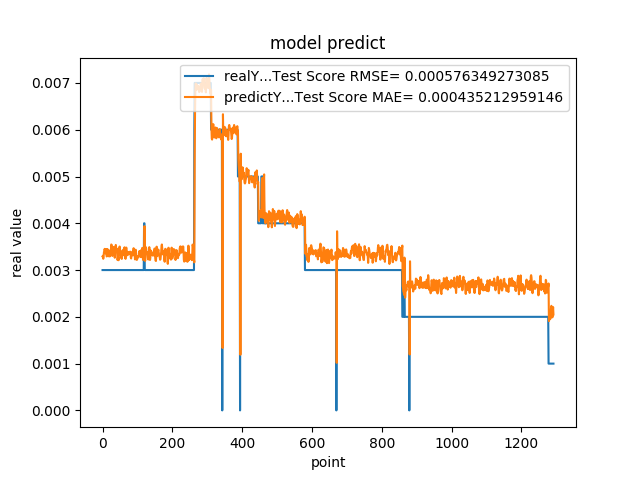 model predict
realY...Test Score RMSE= 0.000576349273085
predictY...Test Score MAE= 0.000435212959146
0.007
0.006
0.005
0.004
0.003
0.002
0.001
0.000
real value
0 200 400 600 800 1000 1200
point